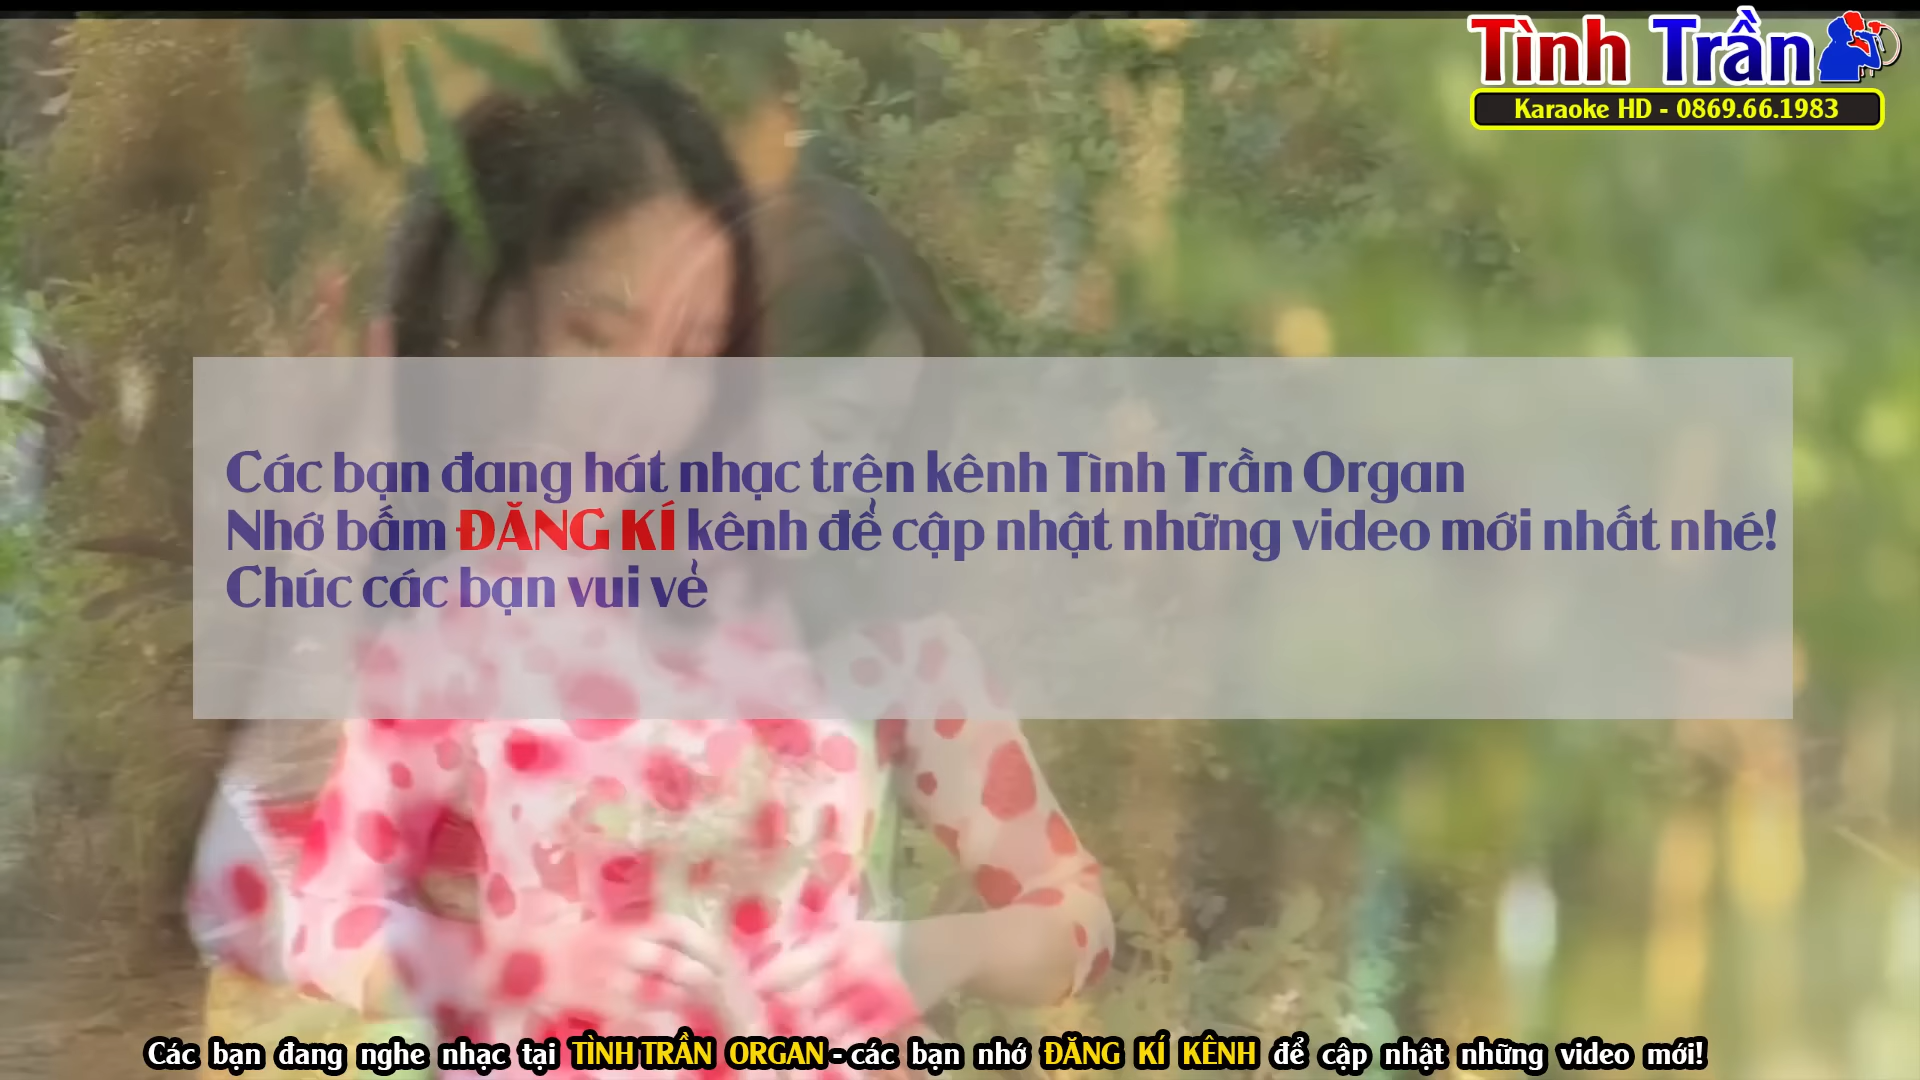 Tình Trần
Karaoke HD - 0869.66.1983
Các bạn đang hát nhạc trên kênh Tình Trần Organ
Nhớ bấm ĐĂNG KÍ kênh để cập nhật những video mới nhất nhé!
Chúc các bạn vui vẻ
Các bạn đang nghe nhạc tại TÌNH TRẦN ORGAN - các bạn nhớ ĐĂNG KÍ KÊNH để cập nhật những video mới!